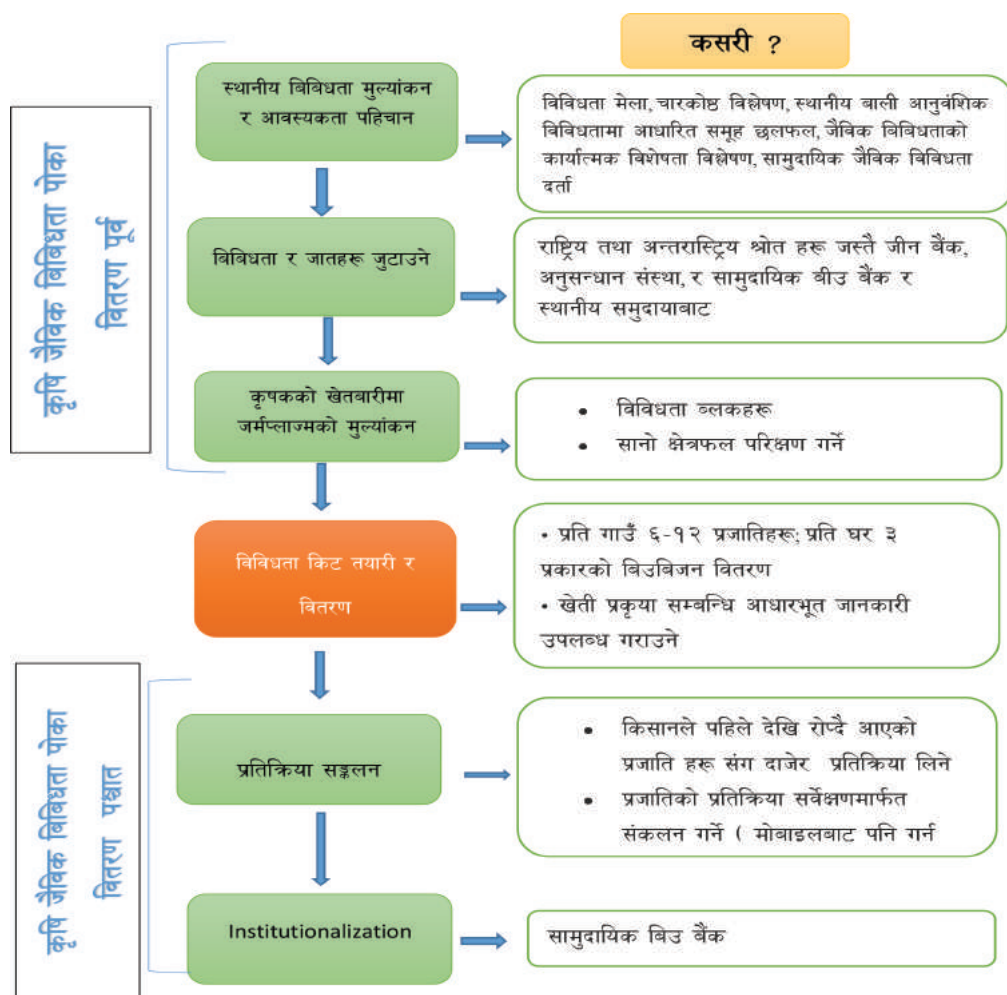 कसरी ?
कृषि जैविक बिबिधता पोका
वितरण पूर्व
स्थानीय बिबिधता मुल्यांकन
र आवस्यकता पहिचान
विविधता मेला, चारकोष्ठ विश्लेषण, स्थानीय बाली आनुवंशिक
विविधतामा आधारित समूह छलफल, जैविक बिबिधताको
कार्यात्मक विशेषता विश्लेषण, सामुदायिक जैविक विविधता
दर्ता
विविधता र जातहरू जुटाउने
राष्ट्रिय तथा अन्तरास्ट्रिय श्रोत हरू जस्तै जीन बैंक,
अनुसन्धान संस्था, र सामुदायिक बीउ बैंक र
स्थानीय समुदायाबाट
कृषकको खेतबारीमा
जर्मप्लाज्मको मुल्यांकन
• विविधता ब्लकहरू
• सानो क्षेत्रफल परिक्षण गर्ने
विविधता किट तयारी र
वितरण
• प्रति गाउँ ६-१२ प्रजातिहरू; प्रति घर ३
प्रकारको बिउबिजन वितरण
• खेती प्रकृया सम्बन्धि आधारभूत जानकारी
उपलब्ध गराउने
कृषि जैविक बिबिधता पोका
वितरण पश्चात
प्रतिक्रिया सङ्कलन
• किसानले पहिले देखि रोप्दै आएको
प्रजाति हरू संग दाजेर प्रतिक्रिया लिने
• प्रजातिको प्रतिक्रिया सर्वेक्षणमार्फत
संकलन गर्ने ( मोबाइलबाट पनि गर्न
Institutionalization
सामुदायिक बिउ बैंक